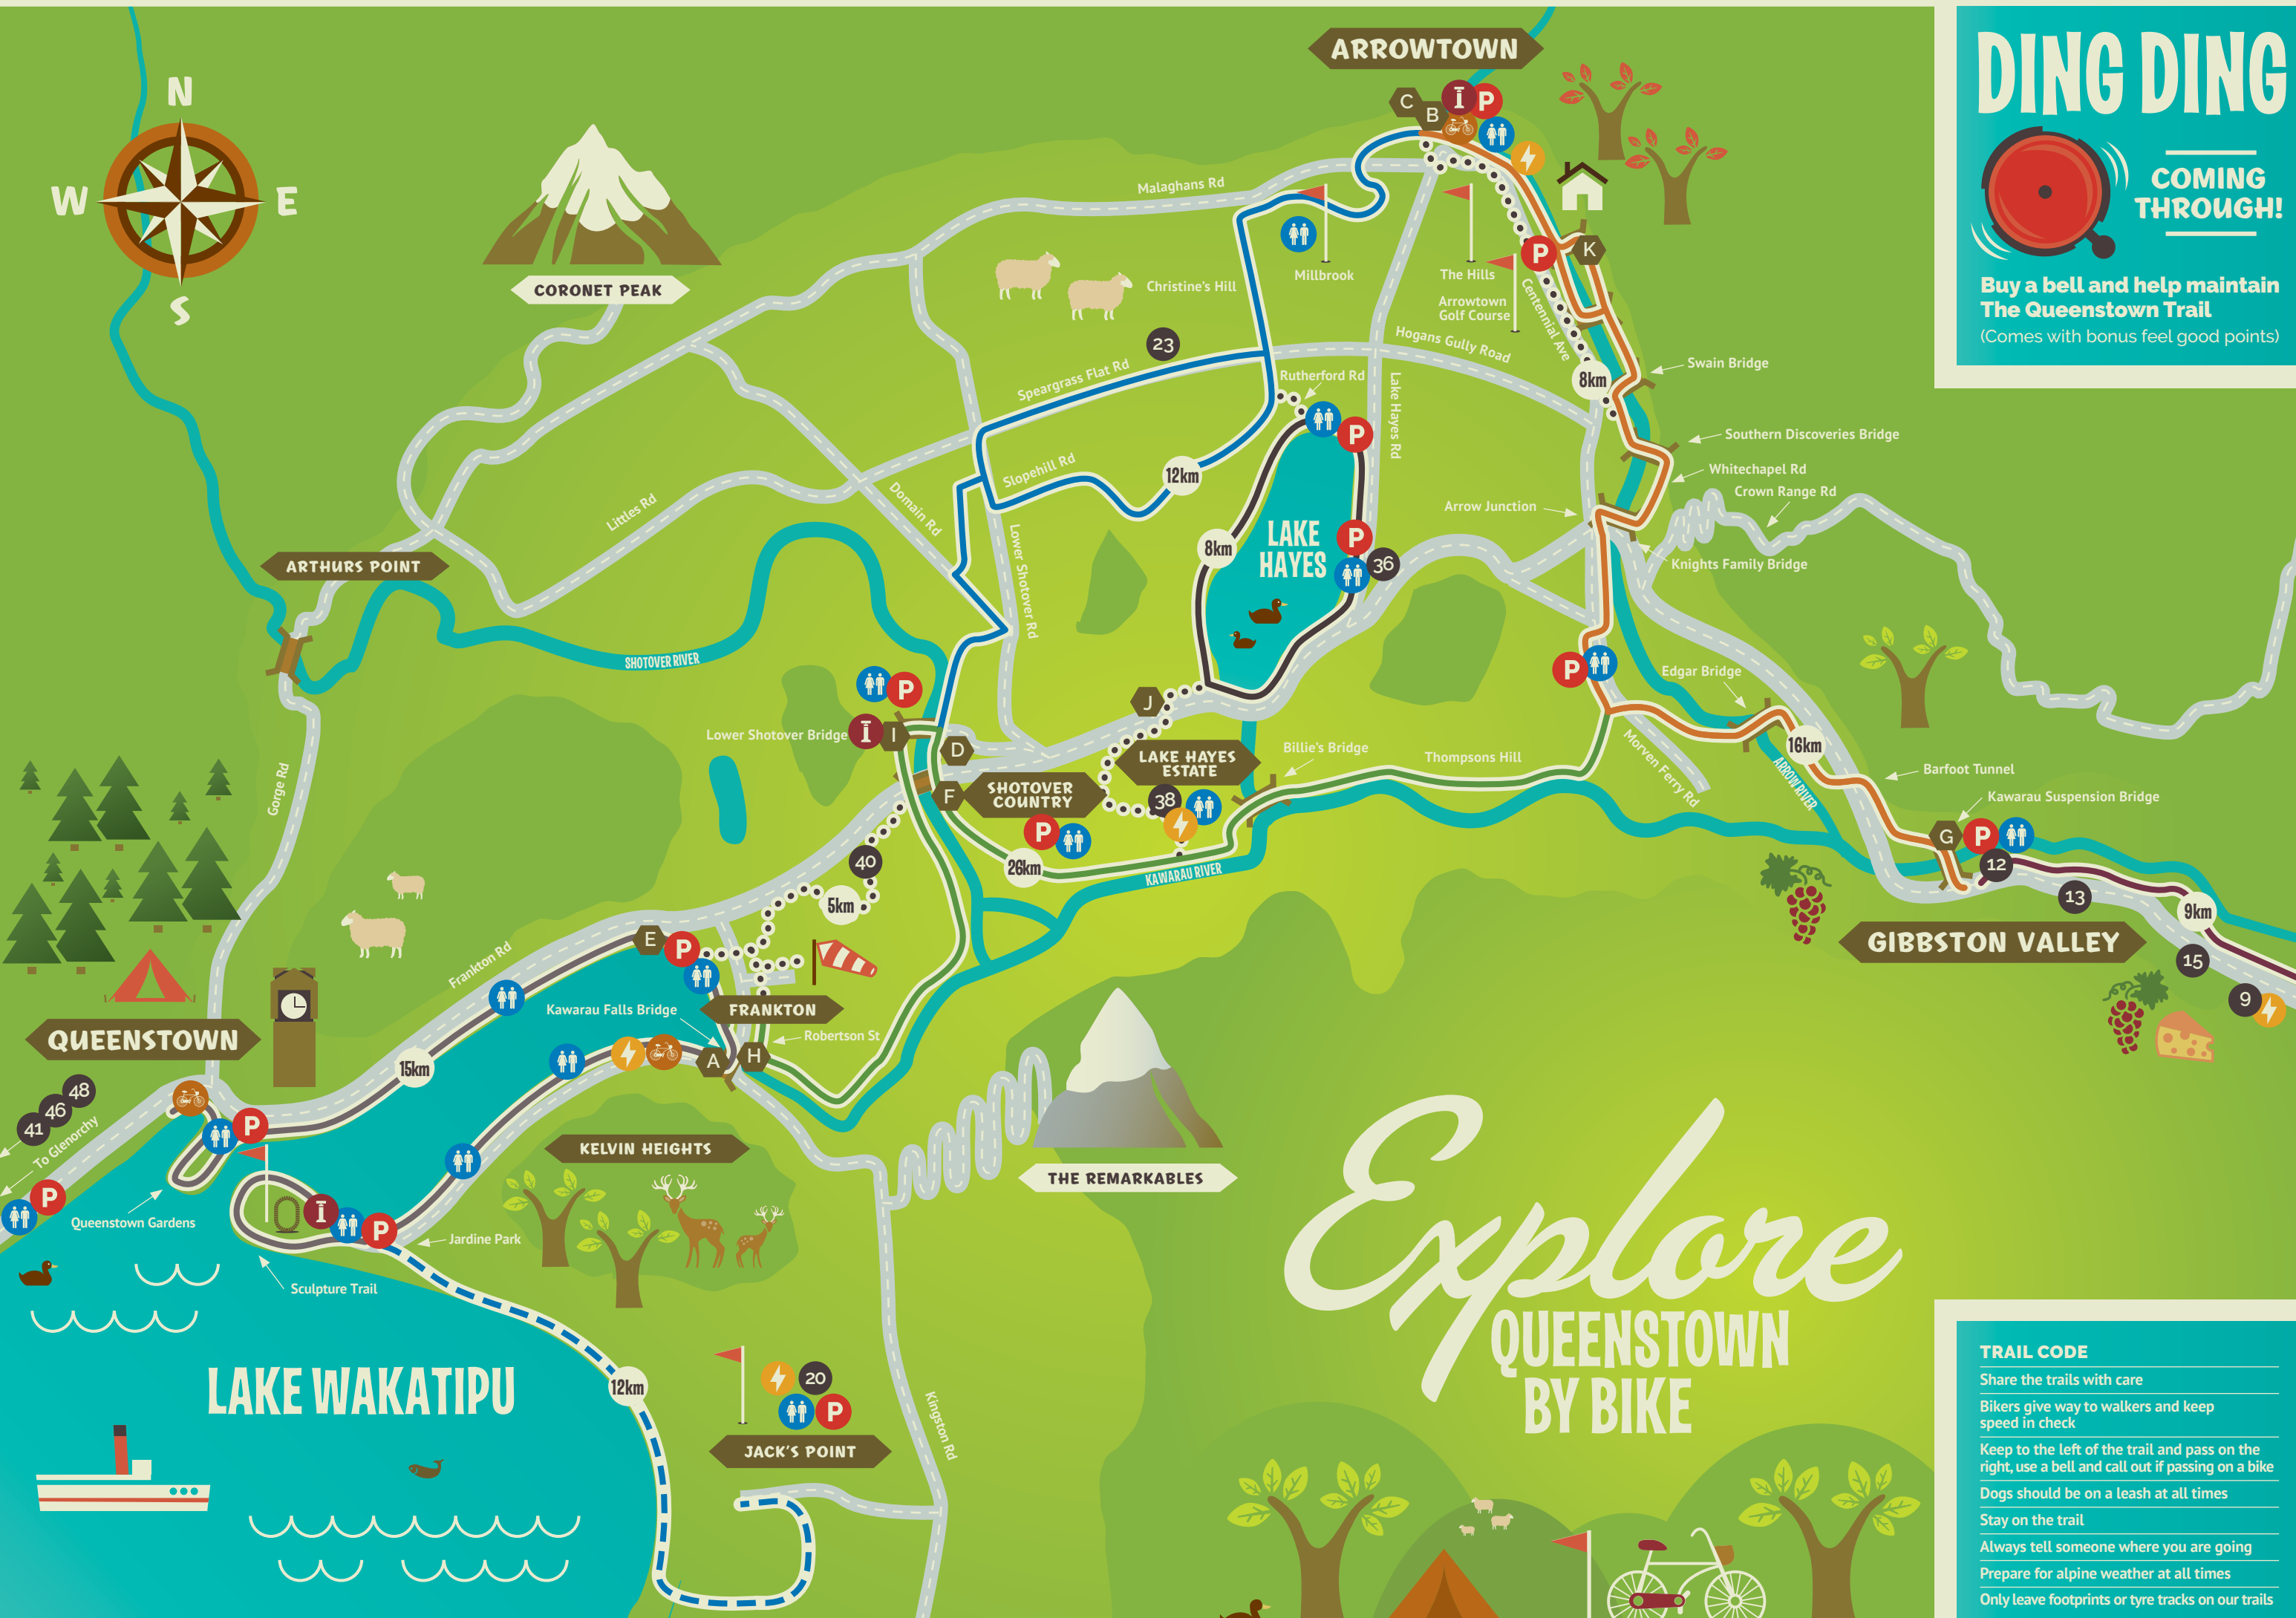 ARROWTOWN
DING DING
COMING
THROUGH!
Buy a bell and help maintain
The Queenstown Trail
(Comes with bonus feel good points)
N
W
E
S
C
B
I
P
CORONET PEAK
Malaghans Rd
Millbrook
The Hills
Arrowtown
Golf Course
P
K
Centennial Ave
Christine's Hill
23
Speargrass Flat Rd
Hogans Gully Road
Rutherford Rd
Lake Hayes Rd
8km
Swain Bridge
Southern Discoveries Bridge
Whitechapel Rd
Crown Range Rd
Arrow Junction
Knights Family Bridge
P
12km
Slopehill Rd
Domain Rd
Littles Rd
Lower Shotover Rd
8km
LAKE
HAYES
P
36
ARTHURS POINT
SHOTOVER RIVER
P
Edgar Bridge
16km
ARROW RIVER
Morven Ferry Rd
Barfoot Tunnel
Kawarau Suspension Bridge
G
P
12
13
9km
15
9
GIBBSTON VALLEY
P
Lower Shotover Bridge
I
I
D
J
LAKE HAYES
ESTATE
Billie's Bridge
Thompsons Hill
F
SHOTOVER
COUNTRY
38
P
26km
KAWARAU RIVER
Gorge Rd
40
5km
E
P
Frankton Rd
Kawarau Falls Bridge
FRANKTON
Robertson St
A
H
QUEENSTOWN
15km
48
46
41
To Glenorchy
P
P
Queenstown Gardens
I
P
Jardine Park
Sculpture Trail
KELVIN HEIGHTS
THE REMARKABLES
LAKE WAKATIPU
12km
20
P
JACK'S POINT
Kingston Rd
Explore
QUEENSTOWN
BY BIKE
TRAIL CODE
Share the trails with care
Bikers give way to walkers and keep
speed in check
Keep to the left of the trail and pass on the
right, use a bell and call out if passing on a bike
Dogs should be on a leash at all times
Stay on the trail
Always tell someone where you are going
Prepare for alpine weather at all times
Only leave footprints or tyre tracks on our trails